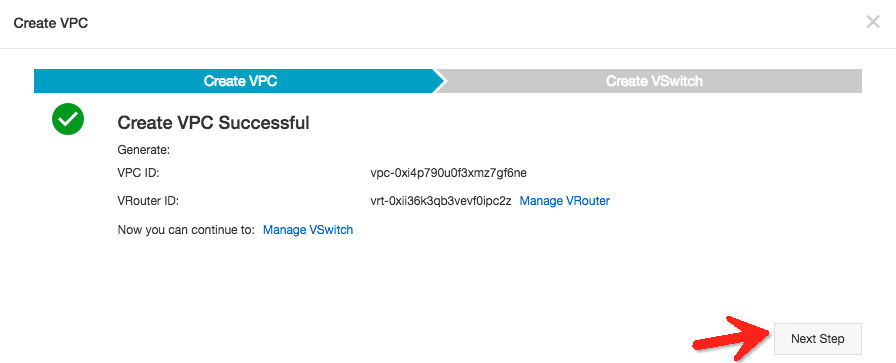 Create VPC
Create VPC
Create VSwitch
Create VPC Successful
Generate:
VPC ID: vpc-0xi4p790u0f3xmz7gf6ne
VRouter ID: vrt-0xii36k3qb3vevf0ipc2z Manage VRouter
Now you can continue to: Manage VSwitch
Next Step